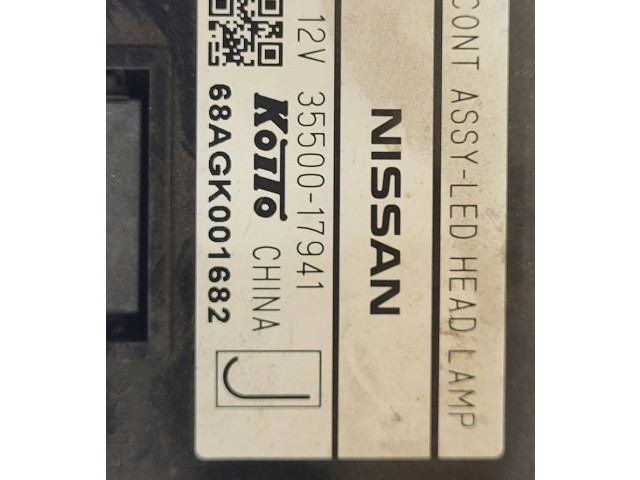 CONT ASSY-LED HEAD LAMP
NISSAN
12V 35500-17941
KOITO CHINA
68AGK001682
J